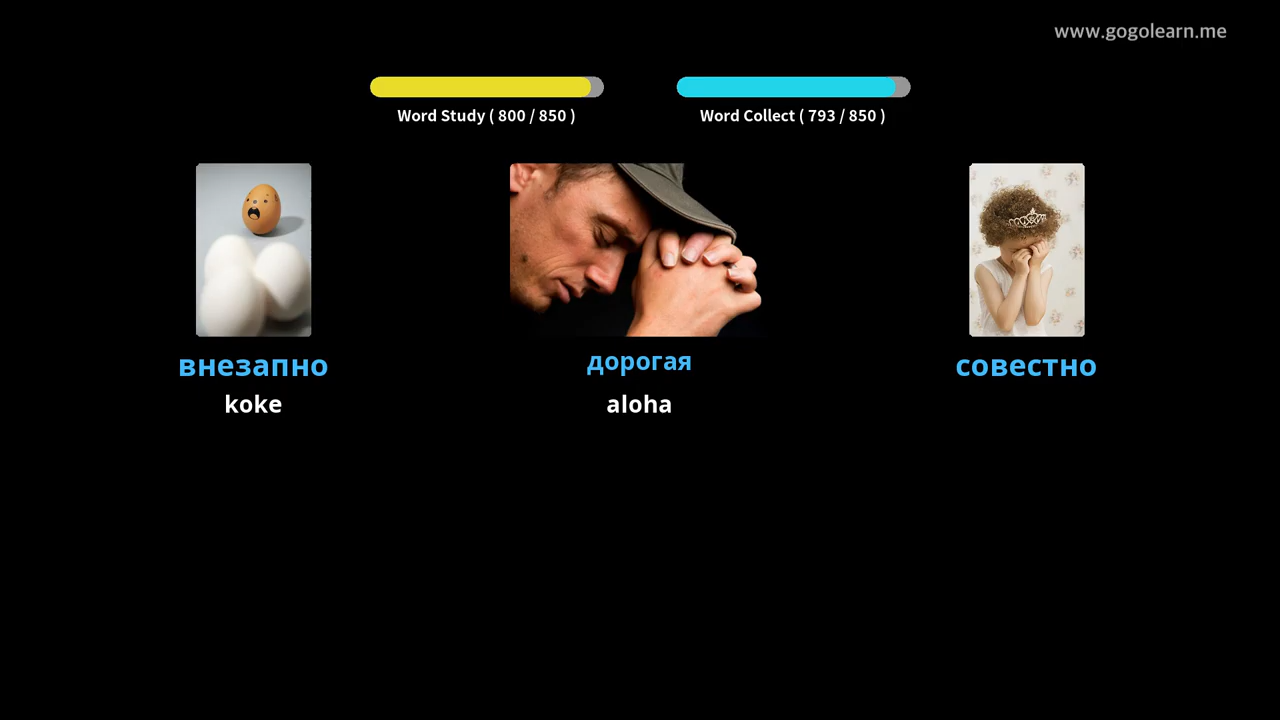 www.gogolearn.me
Word Study ( 800 / 850 )
Word Collect ( 793 / 850 )
внезапно
дорогая
совестно
koke
aloha